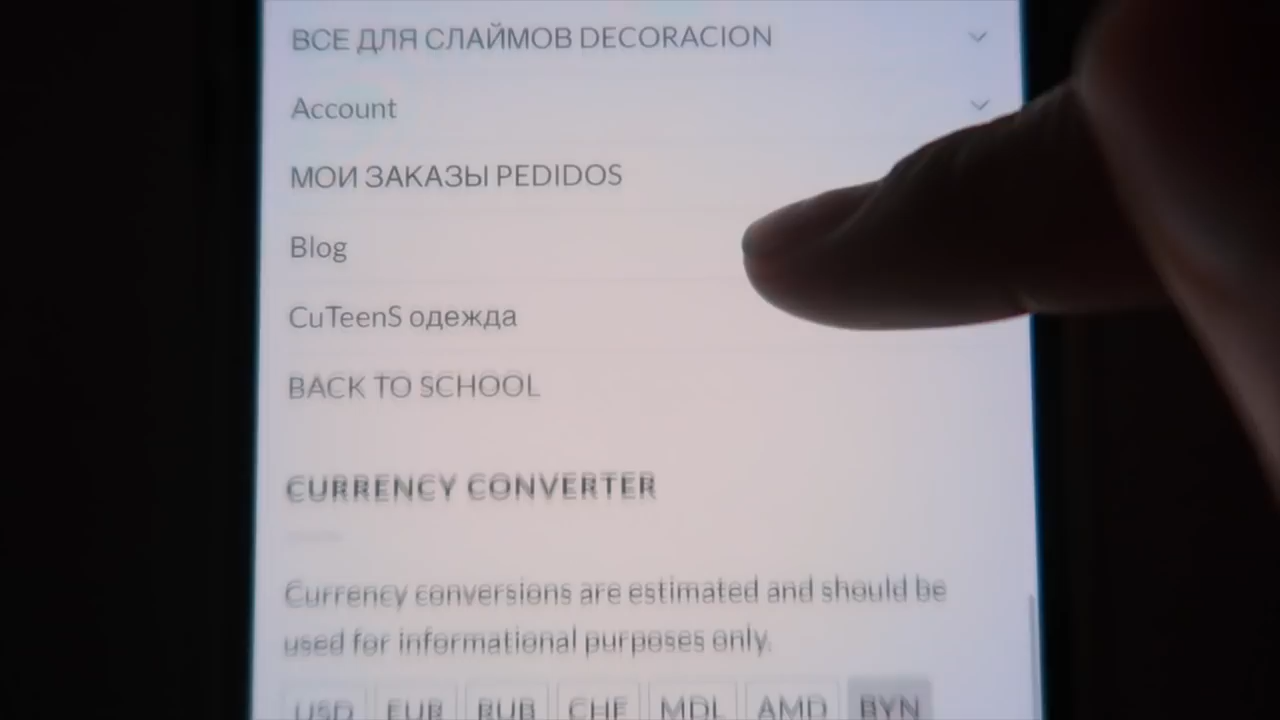 ВСЕ ДЛЯ СЛАЙМОВ DECORACION
Account
МОИ ЗАКАЗЫ PEDIDOS
Blog
CuTeenS одежда
BACK TO SCHOOL
CURRENCY CONVERTER
Currency conversions are estimated and should be
used for informational purposes only.
USD EUR RUB CHF MDL AMD BYN